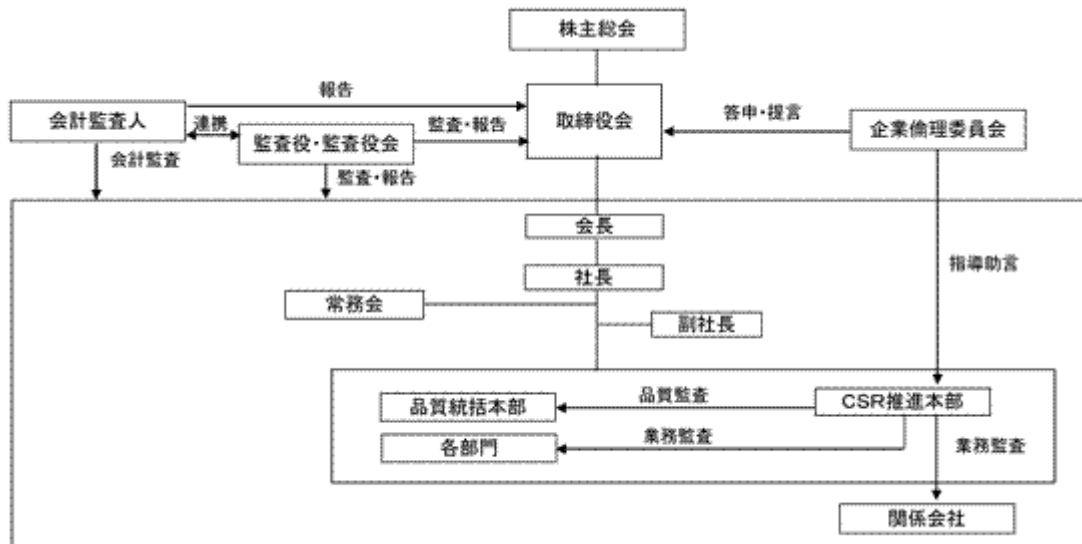 株主総会
報告
会計監査人
連携
監査・報告
取締役会
答申・提言
企業倫理委員会
監査役・監査役会
会計監査
監査・報告
会長
指導助言
社長
常務会
副社長
品質統括本部
品質監査
CSR推進本部
各部門
業務監査
業務監査
関係会社